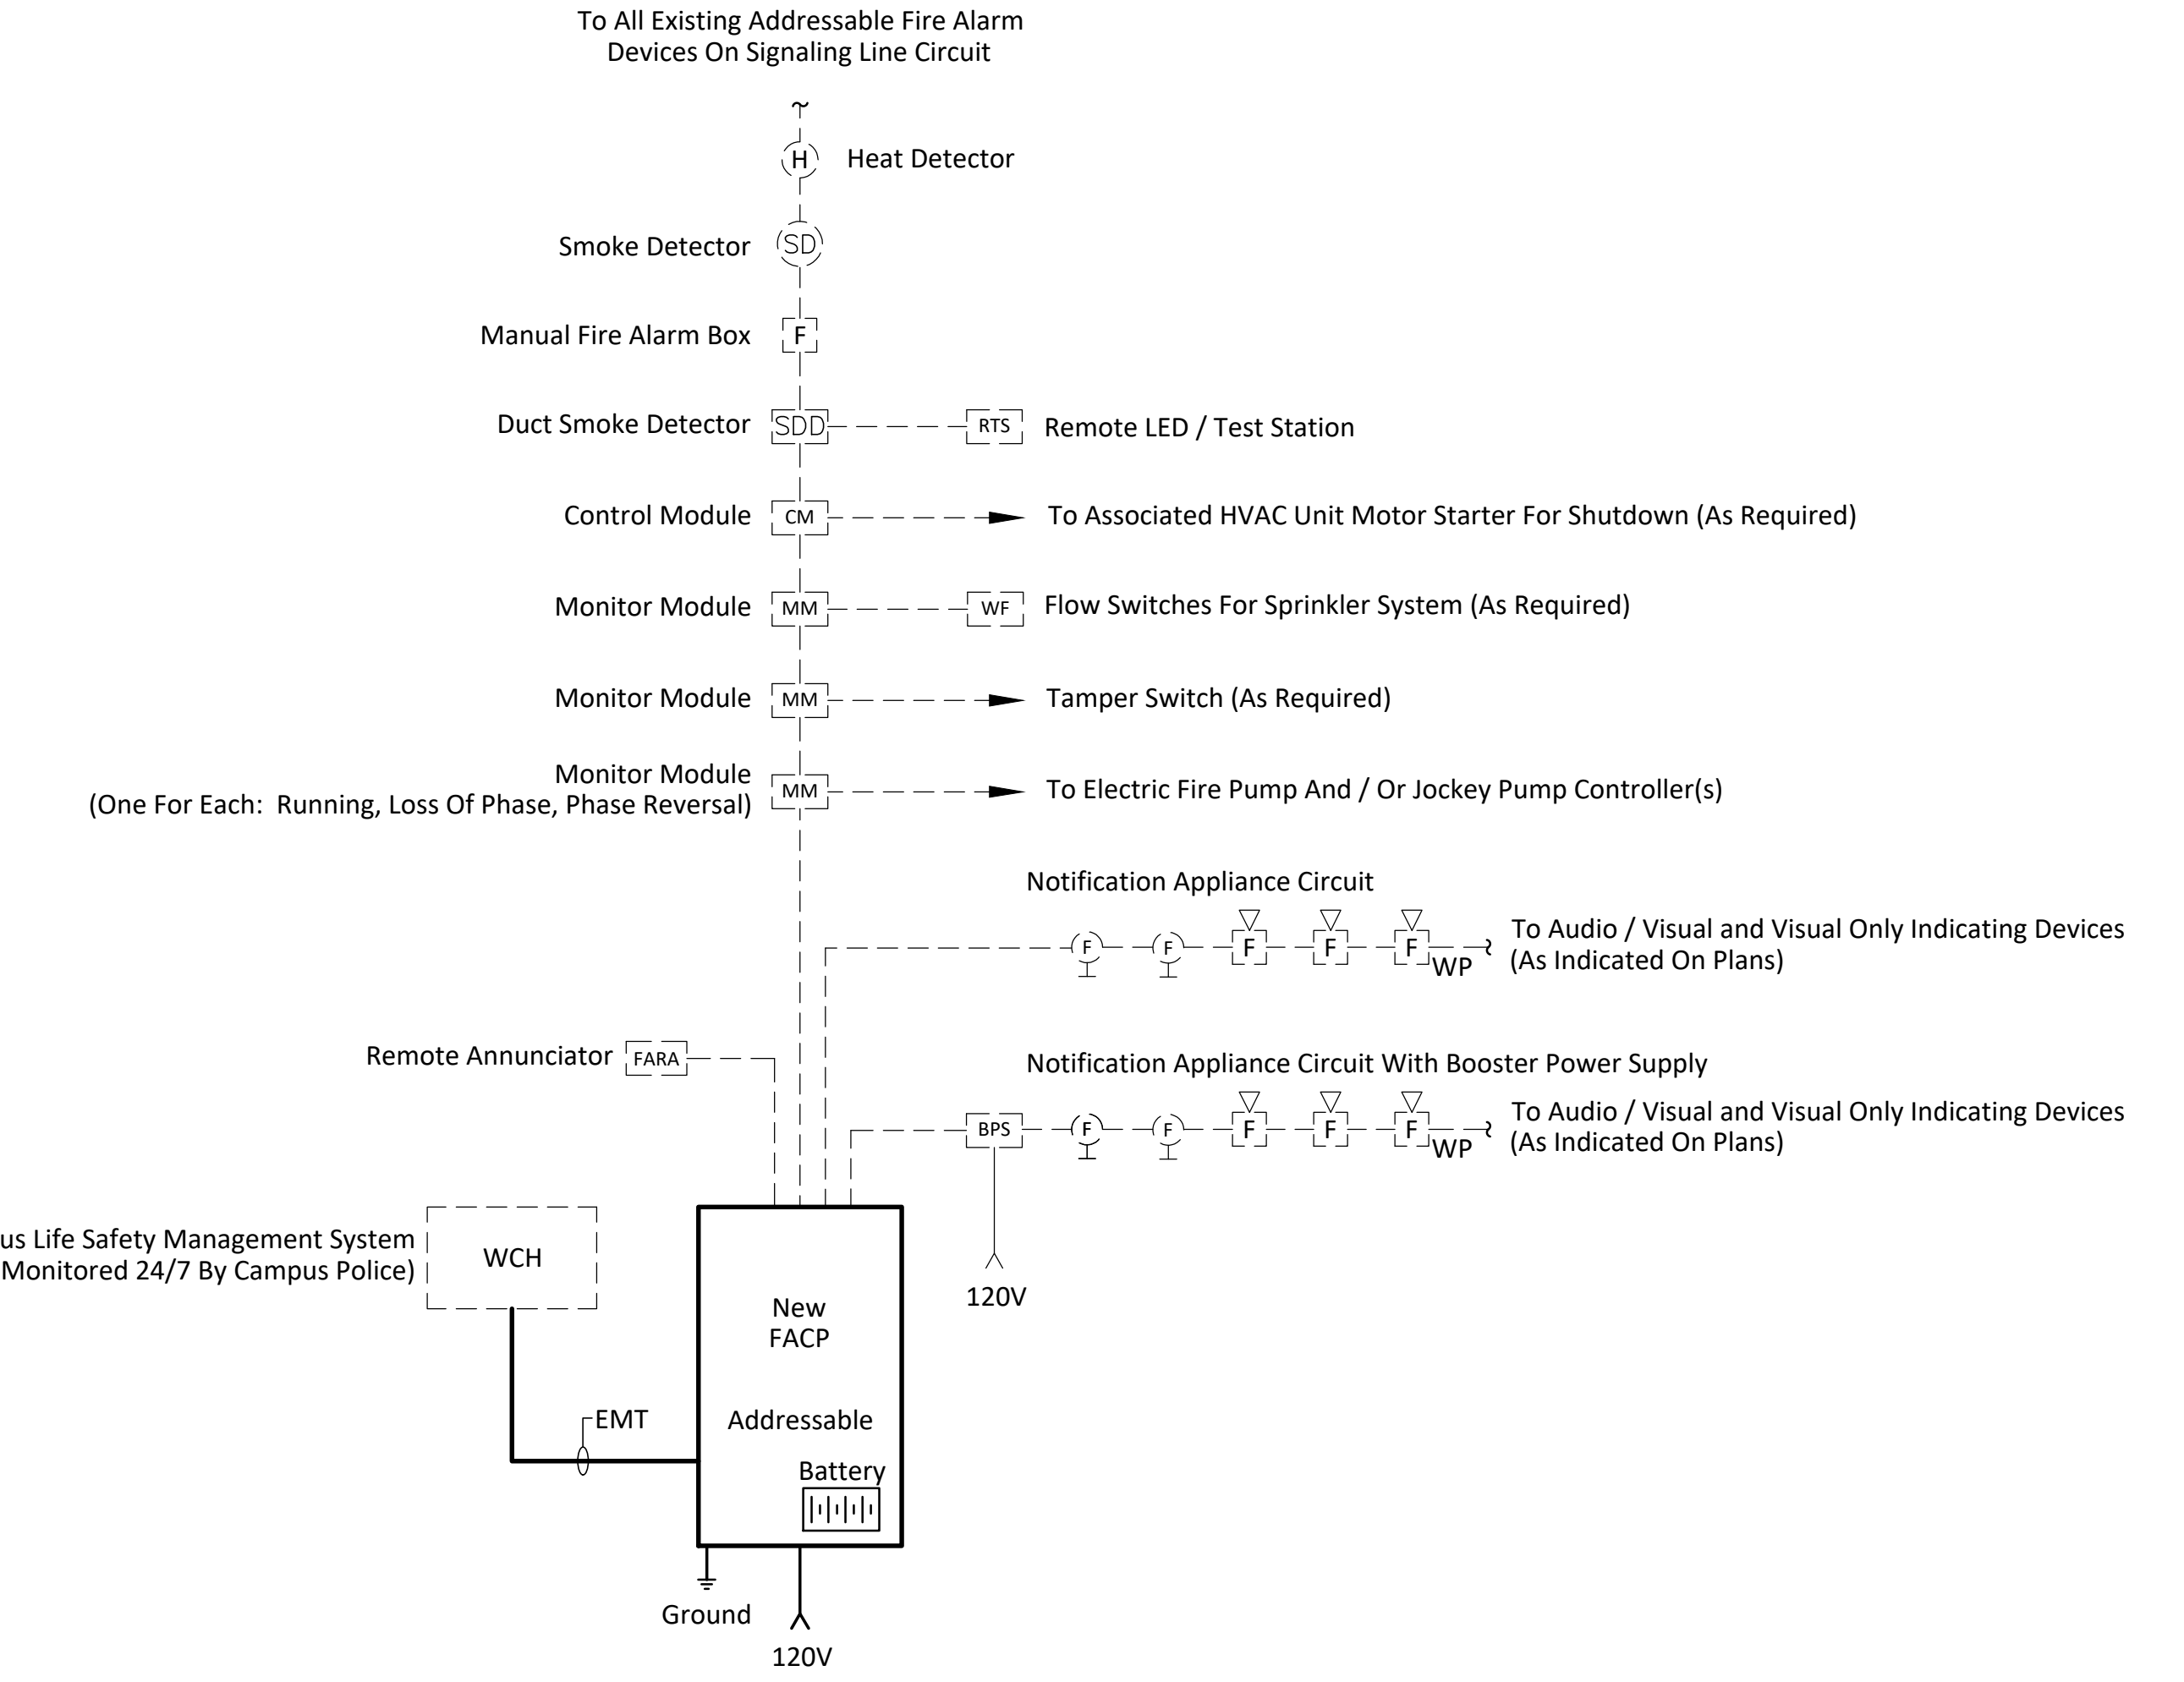 To All Existing Addressable Fire Alarm
Devices On Signaling Line Circuit
H Heat Detector
Smoke Detector SD
Manual Fire Alarm Box F
Duct Smoke Detector SDD RTS Remote LED / Test Station
Control Module CM To Associated HVAC Unit Motor Starter For Shutdown (As Required)
Monitor Module MM WF Flow Switches For Sprinkler System (As Required)
Monitor Module MM Tamper Switch (As Required)
Monitor Module
(One For Each: Running, Loss Of Phase, Phase Reversal)
MM To Electric Fire Pump And / Or Jockey Pump Controller(s)
Notification Appliance Circuit
F F F F F WP
To Audio / Visual and Visual Only Indicating Devices
(As Indicated On Plans)
Remote Annunciator FARA
Notification Appliance Circuit With Booster Power Supply
BPS F F F F F WP
To Audio / Visual and Visual Only Indicating Devices
(As Indicated On Plans)
120V
us Life Safety Management System
Monitored 24/7 By Campus Police)
WCH
New
FACP
Addressable
EMT
Battery
Ground
120V